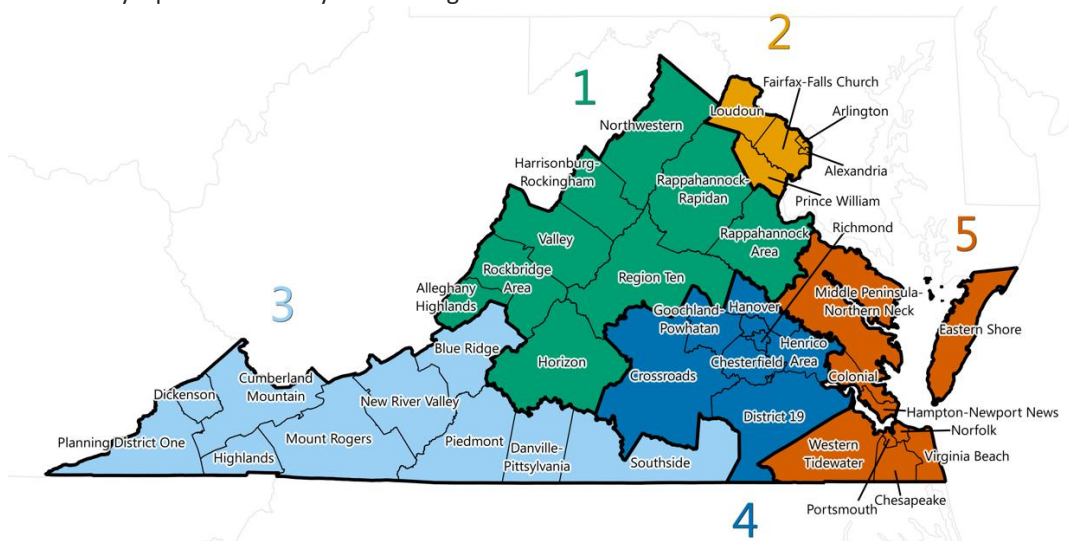 2
Fairfax-Falls Church
1
Loudoun
Arlington
Northwestern
Alexandria
Harrisonburg-
Rockingham
Rappahannock-
Rapidan
Prince William
Richmond
5
Valley
Rappahannock
Area
Rockbridge
Area
Region Ten
Alleghany
Highlands
3
Middle Peninsula-
Northern Neck
Goochland-
Powhatan
Hanover
Eastern Shore
Blue Ridge
Horizon
Chesterfield
Henrico
Area
Crossroads
Colonial
Cumberland
Mountain
Dickenson
New River Valley
Hampton-Newport News
District 19
Norfolk
Planning District One
Mount Rogers
Piedmont
Danville-
Pittsylvania
Western
Tidewater
Virginia Beach
Highlands
Southside
Chesapeake
Portsmouth
4